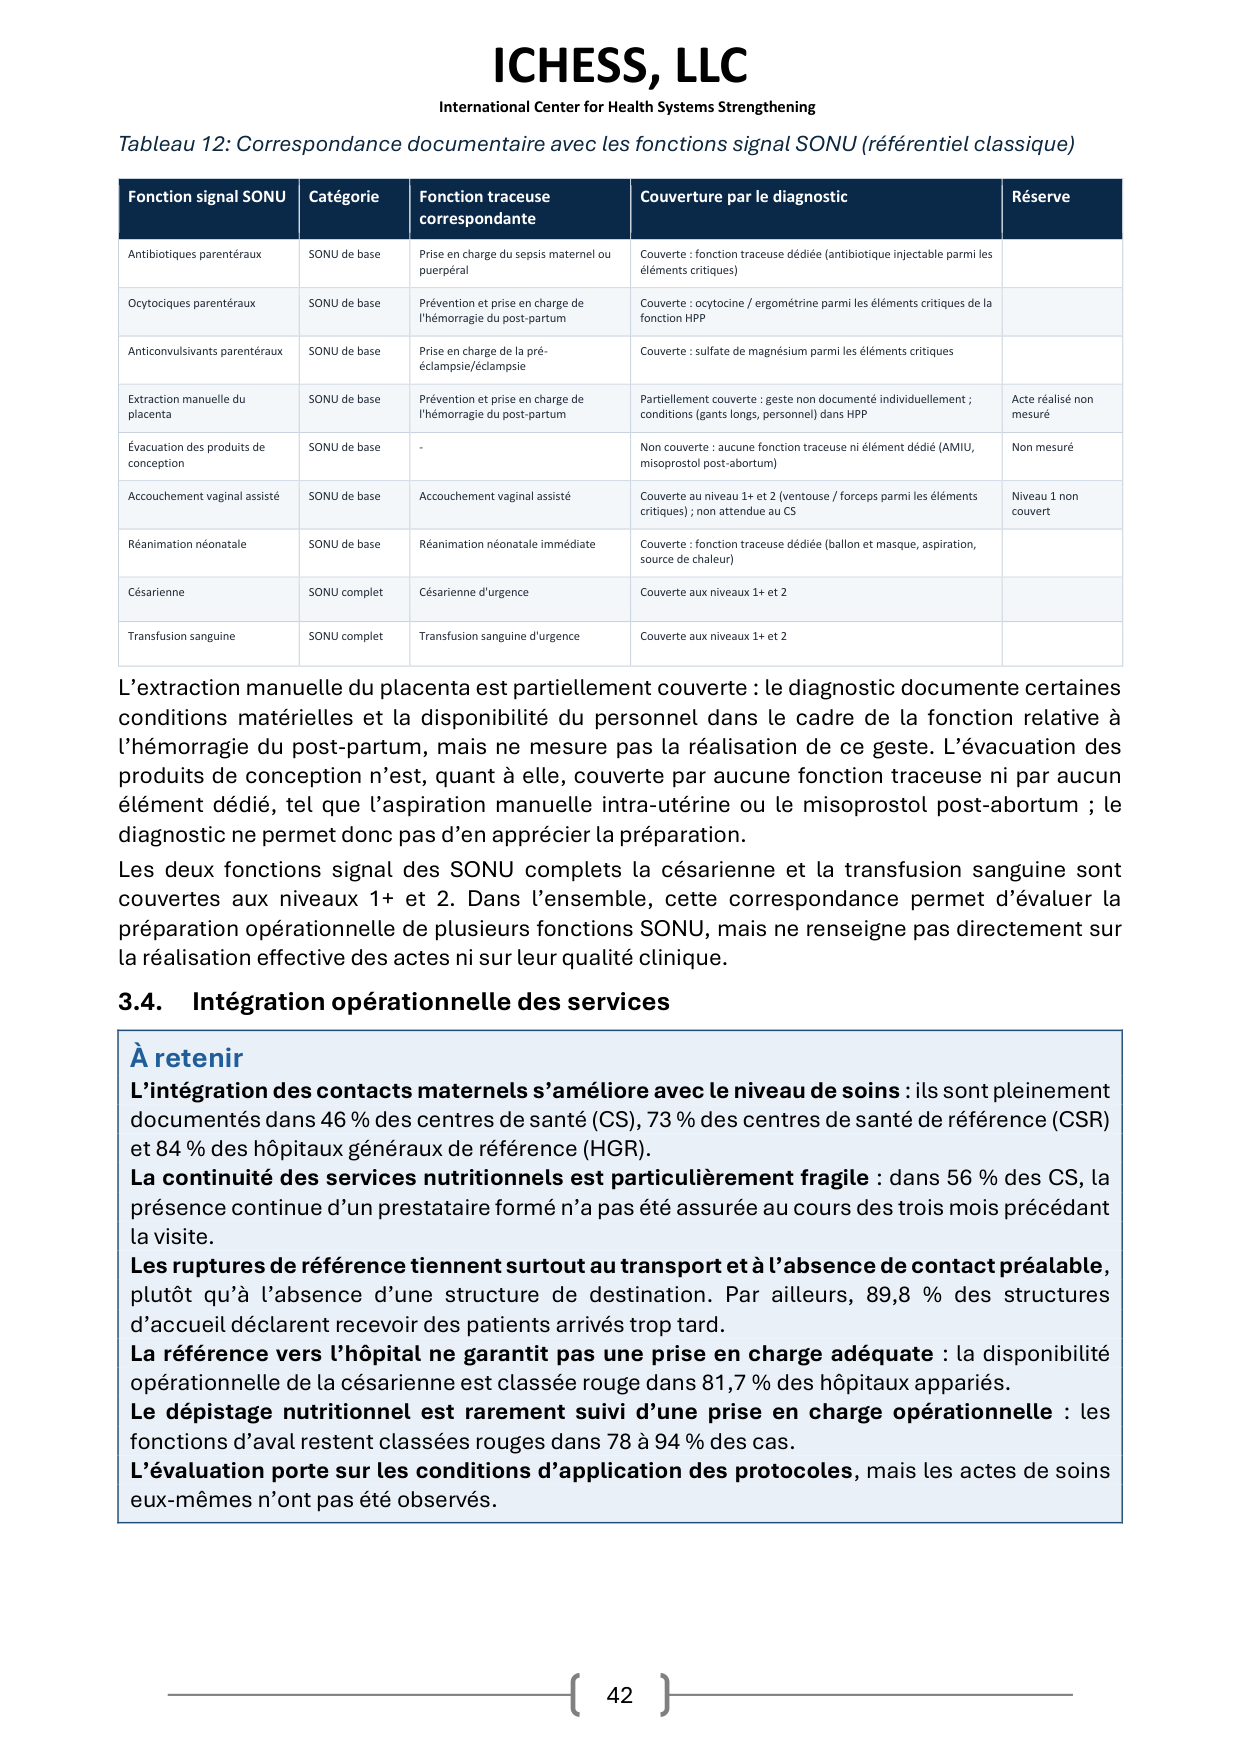 ICHESS, LLC
International Center for Health Systems Strengthening
Tableau 12: Correspondance documentaire avec les fonctions signal SONU (référentiel classique)
Fonction signal SONU Catégorie Fonction traceuse correspondante Couverture par le diagnostic Réserve
Antibiotiques parentéraux SONU de base Prise en charge du sepsis maternel ou puerpéral Couverte : fonction traceuse dédiée (antibiotique injectable parmi les éléments critiques)
Ocytociques parentéraux SONU de base Prévention et prise en charge de l'hémorragie du post-partum Couverte : ocytocine / ergométrine parmi les éléments critiques de la fonction HPP
Anticonvulsivants parentéraux SONU de base Prise en charge de la pré-éclampsie/éclampsie Couverte : sulfate de magnésium parmi les éléments critiques
Extraction manuelle du placenta SONU de base Prévention et prise en charge de l'hémorragie du post-partum Partiellement couverte : geste non documenté individuellement ; conditions (gants longs, personnel) dans HPP Acte réalisé non mesuré
Évacuation des produits de conception SONU de base - Non couverte : aucune fonction traceuse ni élément dédié (AMIU, misoprostol post-abortum) Non mesuré
Accouchement vaginal assisté SONU de base Accouchement vaginal assisté Couverte au niveau 1+ et 2 (ventouse / forceps parmi les éléments critiques) ; non attendue au CS Niveau 1 non couvert
Réanimation néonatale SONU de base Réanimation néonatale immédiate Couverte : fonction traceuse dédiée (ballon et masque, aspiration, source de chaleur)
Césarienne SONU complet Césarienne d'urgence Couverte aux niveaux 1+ et 2
Transfusion sanguine SONU complet Transfusion sanguine d'urgence Couverte aux niveaux 1+ et 2
L’extraction manuelle du placenta est partiellement couverte : le diagnostic documente certaines
conditions matérielles et la disponibilité du personnel dans le cadre de la fonction relative à
l’hémorragie du post-partum, mais ne mesure pas la réalisation de ce geste. L’évacuation des
produits de conception n’est, quant à elle, couverte par aucune fonction traceuse ni par aucun
élément dédié, tel que l’aspiration manuelle intra-utérine ou le misoprostol post-abortum ; le
diagnostic ne permet donc pas d’en apprécier la préparation.
Les deux fonctions signal des SONU complets la césarienne et la transfusion sanguine sont
couvertes aux niveaux 1+ et 2. Dans l’ensemble, cette correspondance permet d’évaluer la
préparation opérationnelle de plusieurs fonctions SONU, mais ne renseigne pas directement sur
la réalisation effective des actes ni sur leur qualité clinique.
3.4. Intégration opérationnelle des services
À retenir
L’intégration des contacts maternels s’améliore avec le niveau de soins : ils sont pleinement
documentés dans 46 % des centres de santé (CS), 73 % des centres de santé de référence (CSR)
et 84 % des hôpitaux généraux de référence (HGR).
La continuité des services nutritionnels est particulièrement fragile : dans 56 % des CS, la
présence continue d’un prestataire formé n’a pas été assurée au cours des trois mois précédant
la visite.
Les ruptures de référence tiennent surtout au transport et à l’absence de contact préalable,
plutôt qu’à l’absence d’une structure de destination. Par ailleurs, 89,8 % des structures
d’accueil déclarent recevoir des patients arrivés trop tard.
La référence vers l’hôpital ne garantit pas une prise en charge adéquate : la disponibilité
opérationnelle de la césarienne est classée rouge dans 81,7 % des hôpitaux appariés.
Le dépistage nutritionnel est rarement suivi d’une prise en charge opérationnelle : les
fonctions d’aval restent classées rouges dans 78 à 94 % des cas.
L’évaluation porte sur les conditions d’application des protocoles, mais les actes de soins
eux-mêmes n’ont pas été observés.
42